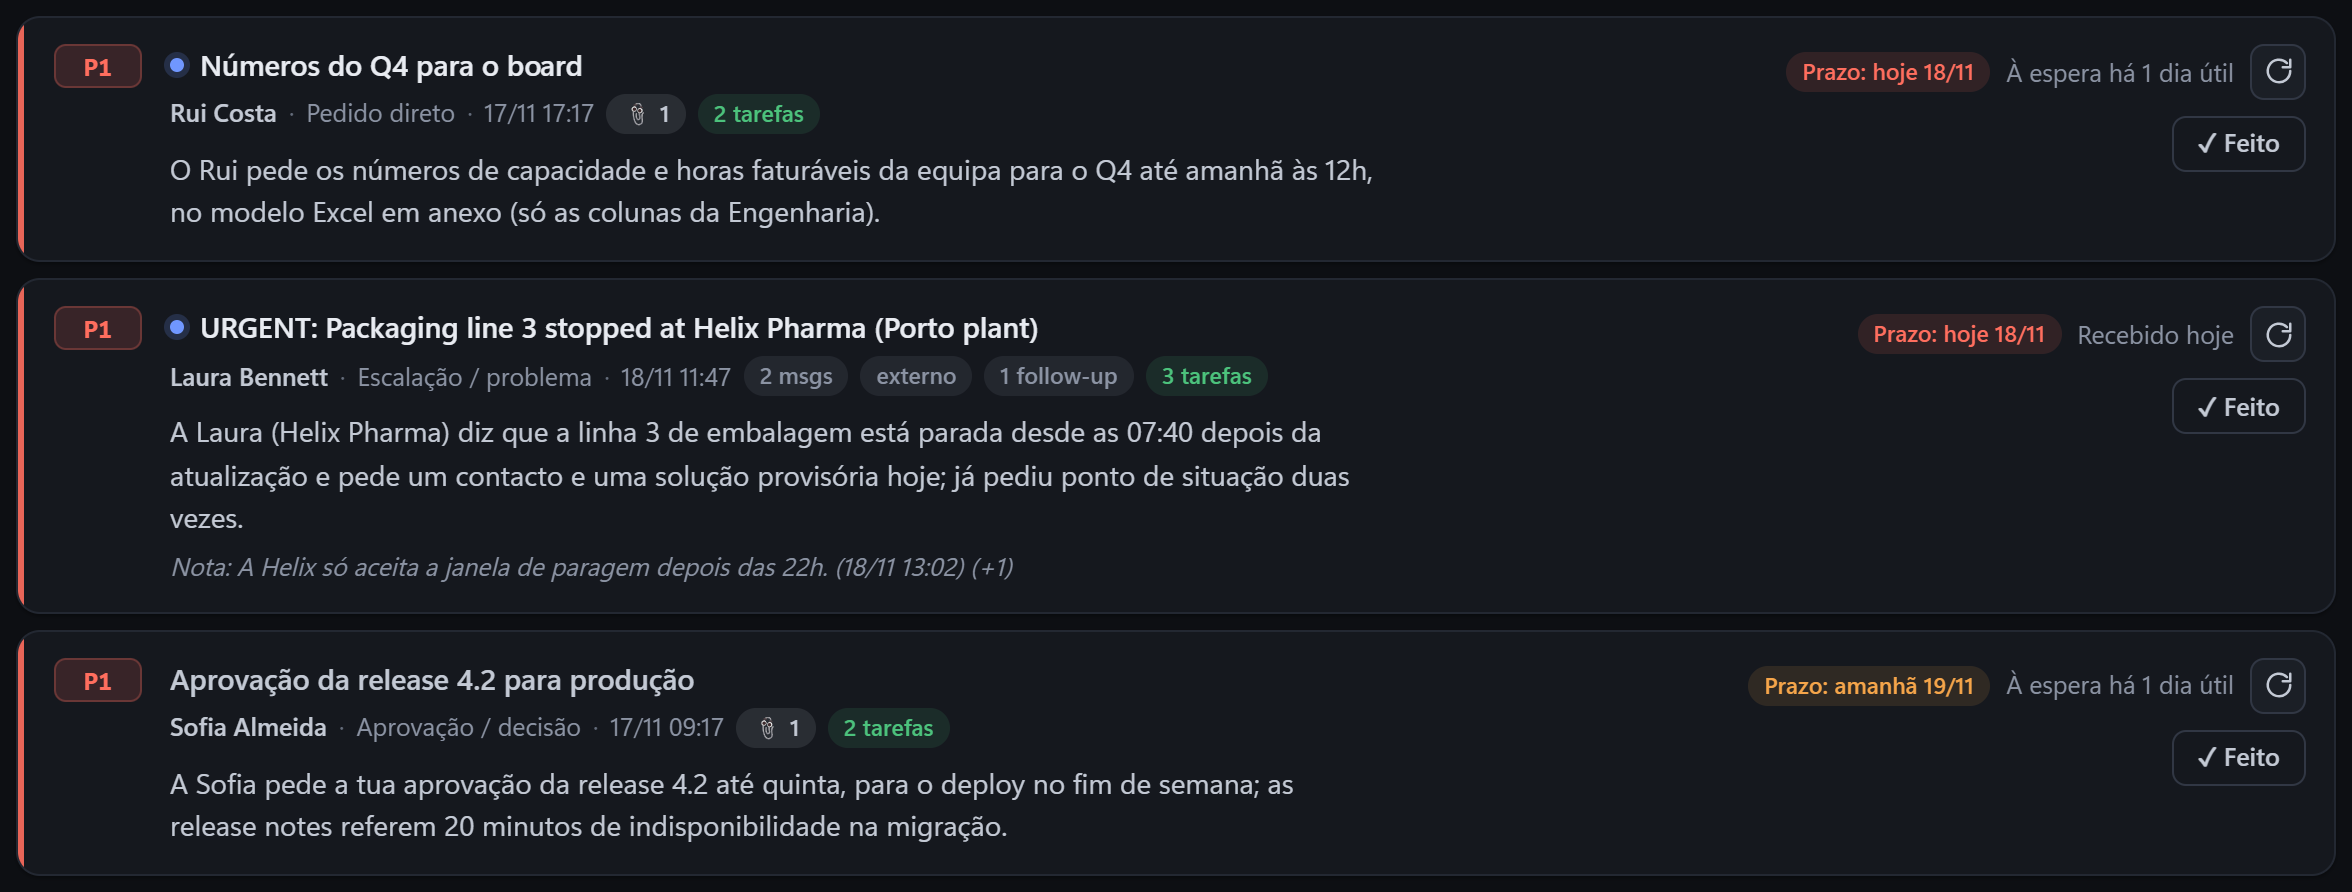 P1 Números do Q4 para o board Prazo: hoje 18/11 À espera há 1 dia útil
Rui Costa · Pedido direto · 17/11 17:17 1 2 tarefas
✓ Feito
O Rui pede os números de capacidade e horas faturáveis da equipa para o Q4 até amanhã às 12h,
no modelo Excel em anexo (só as colunas da Engenharia).
P1 URGENT: Packaging line 3 stopped at Helix Pharma (Porto plant) Prazo: hoje 18/11 Recebido hoje
Laura Bennett · Escalação / problema · 18/11 11:47 2 msgs externo 1 follow-up 3 tarefas
✓ Feito
A Laura (Helix Pharma) diz que a linha 3 de embalagem está parada desde as 07:40 depois da
atualização e pede um contacto e uma solução provisória hoje; já pediu ponto de situação duas
vezes.
Nota: A Helix só aceita a janela de paragem depois das 22h. (18/11 13:02) (+1)
P1 Aprovação da release 4.2 para produção Prazo: amanhã 19/11 À espera há 1 dia útil
Sofia Almeida · Aprovação / decisão · 17/11 09:17 1 2 tarefas
✓ Feito
A Sofia pede a tua aprovação da release 4.2 até quinta, para o deploy no fim de semana; as
release notes referem 20 minutos de indisponibilidade na migração.